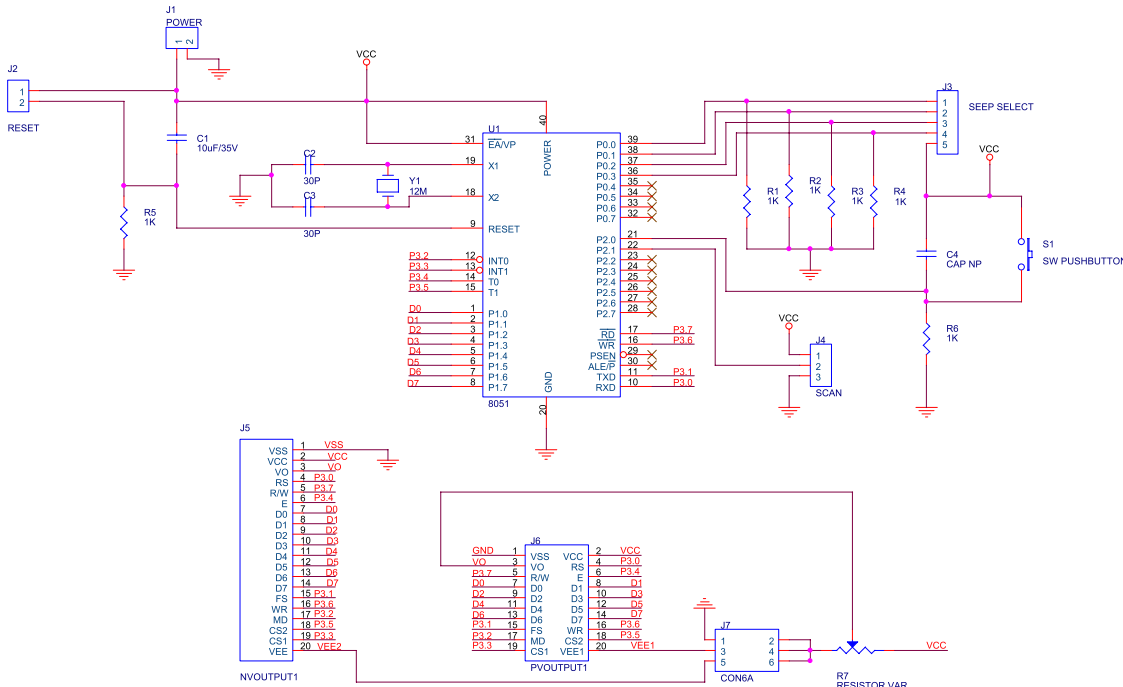 J1
POWER
1 2
J2
1
2
RESET
VCC
C1
10uF/35V
R5
1K
C2
30P
C3
30P
Y1
12M
U1
40
POWER
31 EA/VP
19 X1
18 X2
9 RESET
P3.2 12 INT0
P3.3 13 INT1
P3.4 14 T0
P3.5 15 T1
D0 1 P1.0
D1 2 P1.1
D2 3 P1.2
D3 4 P1.3
D4 5 P1.4
D5 6 P1.5
D6 7 P1.6
D7 8 P1.7
P0.0 39
P0.1 38
P0.2 37
P0.3 36
P0.4 35
P0.5 34
P0.6 33
P0.7 32
P2.0 21
P2.1 22
P2.2 23
P2.3 24
P2.4 25
P2.5 26
P2.6 27
P2.7 28
RD 17 P3.7
WR 16 P3.6
PSEN 29
ALE/P 30
TXD 11 P3.1
RXD 10 P3.0
GND
20
8051
R1
1K
R2
1K
R3
1K
R4
1K
J3
1
2
3
4
5
SEEP SELECT
VCC
C4
CAP NP
S1
SW PUSHBUTTON
R6
1K
VCC
J4
1
2
3
SCAN
J5
VSS 1 VSS
VCC 2 VCC
VO 3 VO
RS 4 P3.0
R/W 5 P3.7
E 6 P3.4
D0 7 D0
D1 8 D1
D2 9 D2
D3 10 D3
D4 11 D4
D5 12 D5
D6 13 D6
D7 14 D7
FS 15 P3.1
WR 16 P3.6
MD 17 P3.2
CS2 18 P3.5
CS1 19 P3.3
VEE 20 VEE2
NVOUTPUT1
J6
GND 1 VSS VCC 2 VCC
VO 3 VO RS 4 P3.0
P3.7 5 R/W E 6 P3.4
D0 7 D0 D1 8 D1
D2 9 D2 D3 10 D3
D4 11 D4 D5 12 D5
D6 13 D6 D7 14 D7
P3.1 15 FS WR 16 P3.6
P3.2 17 MD CS2 18 P3.5
P3.3 19 CS1 VEE1 20 VEE1
PVOUTPUT1
J7
1 2
3 4
5 6
CON6A
VCC
R7
RESISTOR VAR